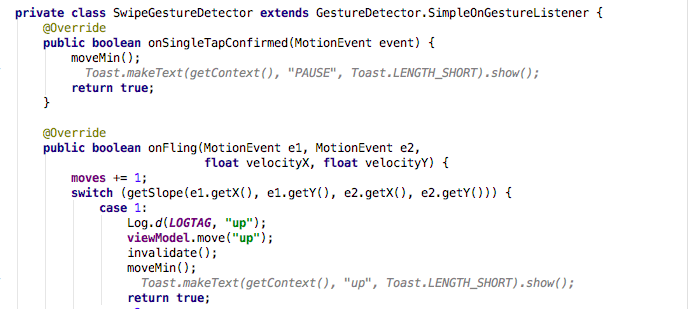 private class SwipeGestureDetector extends GestureDetector.SimpleOnGestureListener {
@Override
public boolean onSingleTapConfirmed(MotionEvent event) {
moveMin();
Toast.makeText(getContext(), "PAUSE", Toast.LENGTH_SHORT).show();
return true;
}
@Override
public boolean onFling(MotionEvent e1, MotionEvent e2,
float velocityX, float velocityY) {
moves += 1;
switch (getSlope(e1.getX(), e1.getY(), e2.getX(), e2.getY())) {
case 1:
Log.d(LOGTAG, "up");
viewModel.move("up");
invalidate();
moveMin();
Toast.makeText(getContext(), "up", Toast.LENGTH_SHORT).show();
return true;